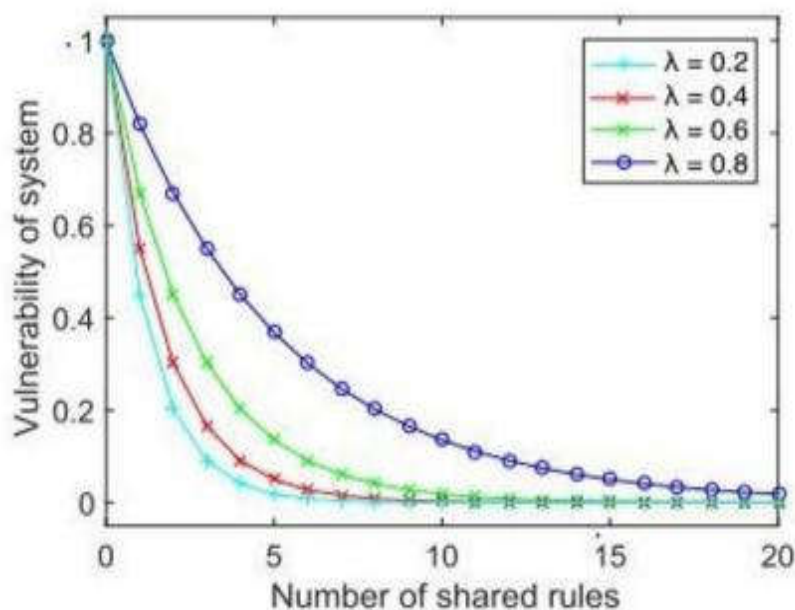 1
0.8
0.6
0.4
0.2
0
Vulnerability of system
λ = 0.2
λ = 0.4
λ = 0.6
λ = 0.8
0 5 10 15 20
Number of shared rules